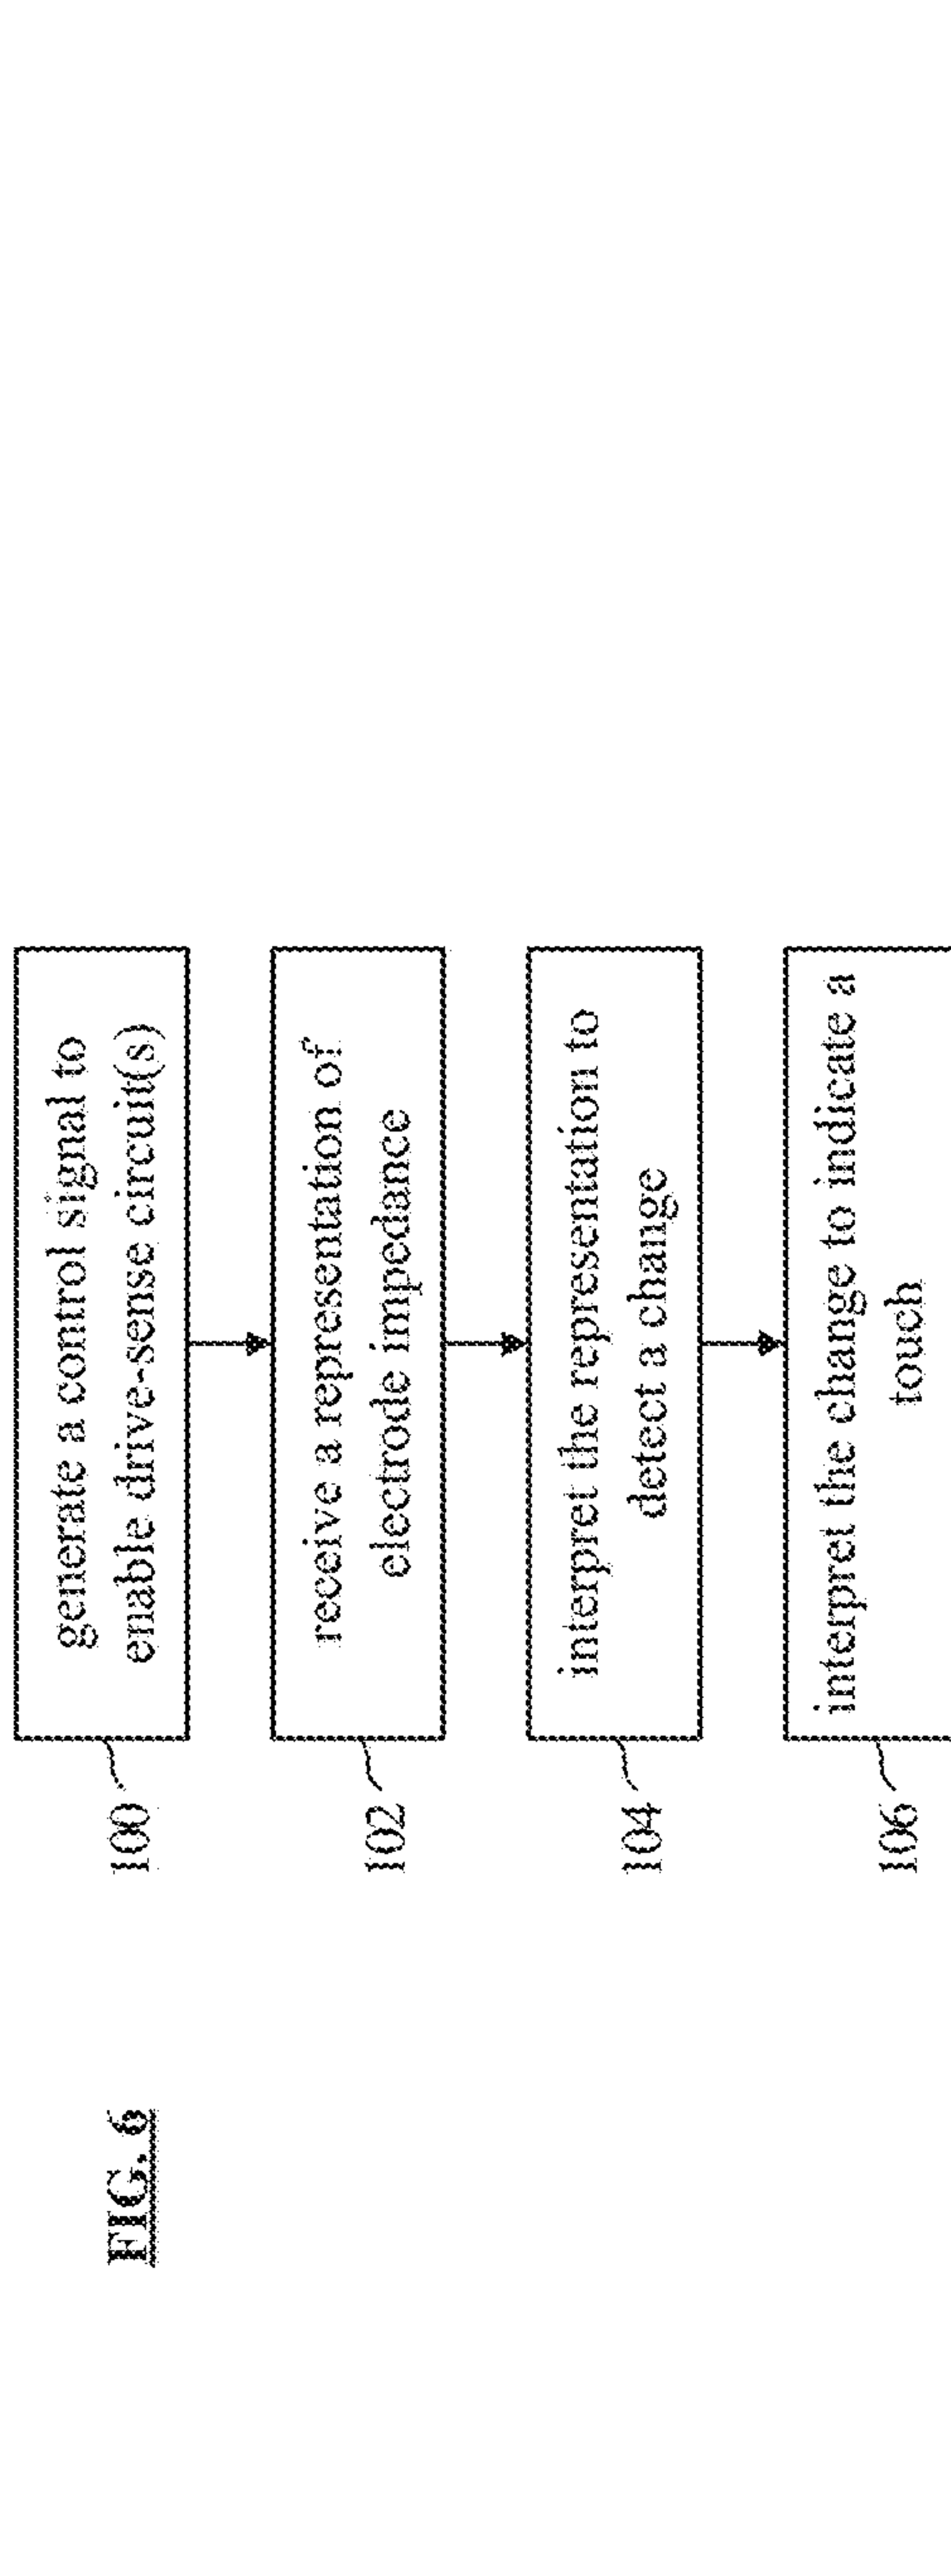 FIG. 6
100
generate a control signal to
enable drive-sense circuit(s)
102
receive a representation of
electrode impedance
104
interpret the representation to
detect a change
106
interpret the change to indicate a
touch